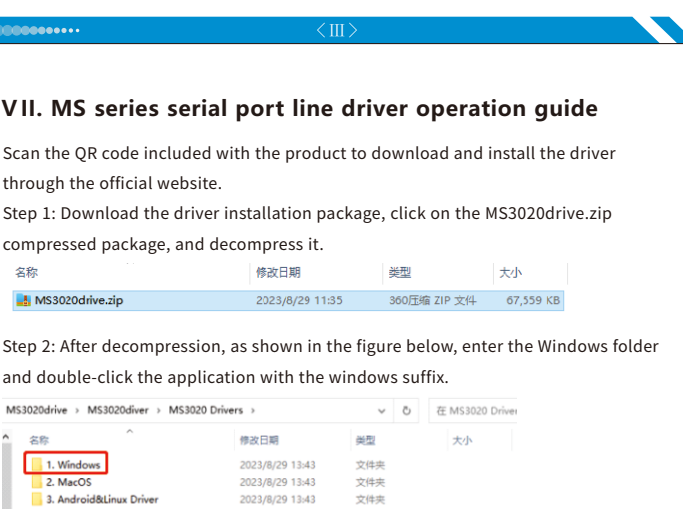 〈III〉
VII. MS series serial port line driver operation guide
Scan the QR code included with the product to download and install the driver
through the official website.
Step 1: Download the driver installation package, click on the MS3020drive.zip
compressed package, and decompress it.
名称 修改日期 类型 大小
MS3020drive.zip 2023/8/29 11:35 360压缩 ZIP 文件 67,559 KB
Step 2: After decompression, as shown in the figure below, enter the Windows folder
and double-click the application with the windows suffix.
MS3020drive › MS3020diver › MS3020 Drivers › 在 MS3020 Driver
名称 修改日期 类型 大小
1. Windows 2023/8/29 13:43 文件夹
2. MacOS 2023/8/29 13:43 文件夹
3. Android&Linux Driver 2023/8/29 13:43 文件夹